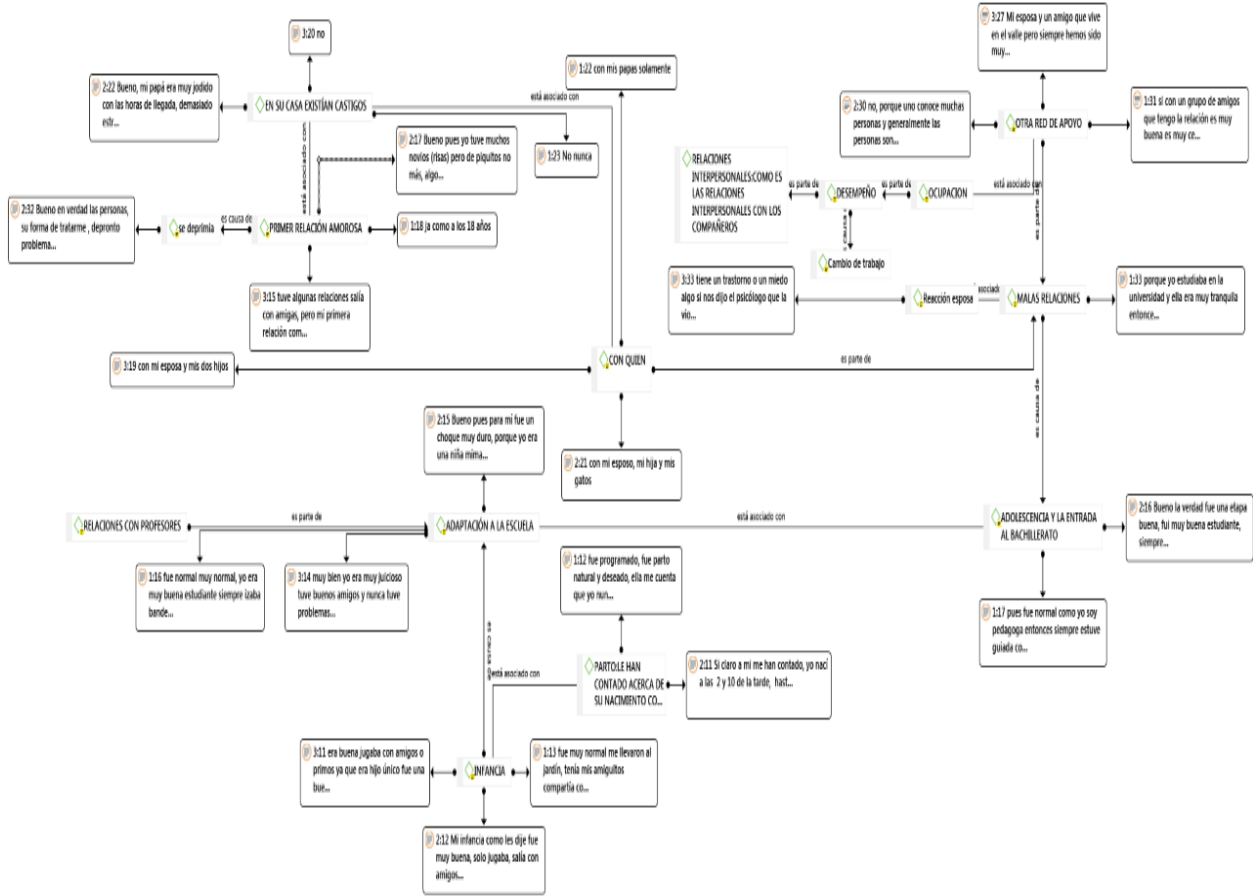 3:20 no
3:27 Mi esposa y un amigo que vive
en el valle pero siempre hemos sido
muy...
2:22 Bueno, mi papá era muy jodido
con las horas de llegada, demasiado
estr...
EN SU CASA EXISTÍAN CASTIGOS
1:22 con mis papas solamente
está asociado con
2:30 no, porque uno conoce muchas
personas y generalmente las
personas son...
OTRA RED DE APOYO
1:31 si con un grupo de amigos
que tengo la relación es muy
buena es muy ce...
está asociado con
2:17 Bueno pues yo tuve muchos
novios (risas) pero de piquitos no
más, algo...
1:23 No nunca
RELACIONES
INTERPERSONALES:COMO ES
LAS RELACIONES
INTERPERSONALES CON LOS
COMPAÑEROS
es parte de
DESEMPEÑO
es parte de
OCUPACION
está asociado con
es parte de
2:32 Bueno en verdad las personas,
su forma de tratarme , depronto
problema...
se deprimia
es causa de
PRIMER RELACIÓN AMOROSA
1:18 ja como a los 18 años
s causa
Cambio de trabajo
3:15 tuve algunas relaciones salía
con amigas, pero mi primera
relación com...
3:33 tiene un trastorno o un miedo
algo si nos dijo el psicólogo que la
vio...
Reacción esposa
asociado
MALAS RELACIONES
1:33 porque yo estudiaba en la
universidad y ella era muy tranquila
entonce...
3:19 con mi esposa y mis dos hijos
CON QUIEN
es parte de
es causa de
2:15 Bueno pues para mi fue un
choque muy duro, porque yo era
una niña mima...
2:21 con mi esposo, mi hija y mis
gatos
RELACIONES CON PROFESORES
es parte de
ADAPTACIÓN A LA ESCUELA
está asociado con
ADOLESCENCIA Y LA ENTRADA
AL BACHILLERATO
2:16 Bueno la verdad fue una etapa
buena, fui muy buena estudiante,
siempre...
1:16 fue normal muy normal, yo era
muy buena estudiante siempre izaba
bande...
3:14 muy bien yo era muy juicioso
tuve buenos amigos y nunca tuve
problemas...
1:12 fue programado, fue parto
natural y deseado, ella me cuenta
que yo nun...
1:17 pues fue normal como yo soy
pedagoga entonces siempre estuve
guiada co...
es causa de
está asociado con
PARTO:LE HAN
CONTADO ACERCA DE
SU NACIMIENTO CO...
2:11 Si claro a mi me han contado, yo nací
a las 2 y 10 de la tarde, hast...
3:11 era buena jugaba con amigos o
primos ya que era hijo único fue una
bue...
INFANCIA
1:13 fue muy normal me llevaron al
jardín, tenía mis amiguitos
compartía co...
2:12 Mi infancia como les dije fue
muy buena, solo jugaba, salía con
amigos...